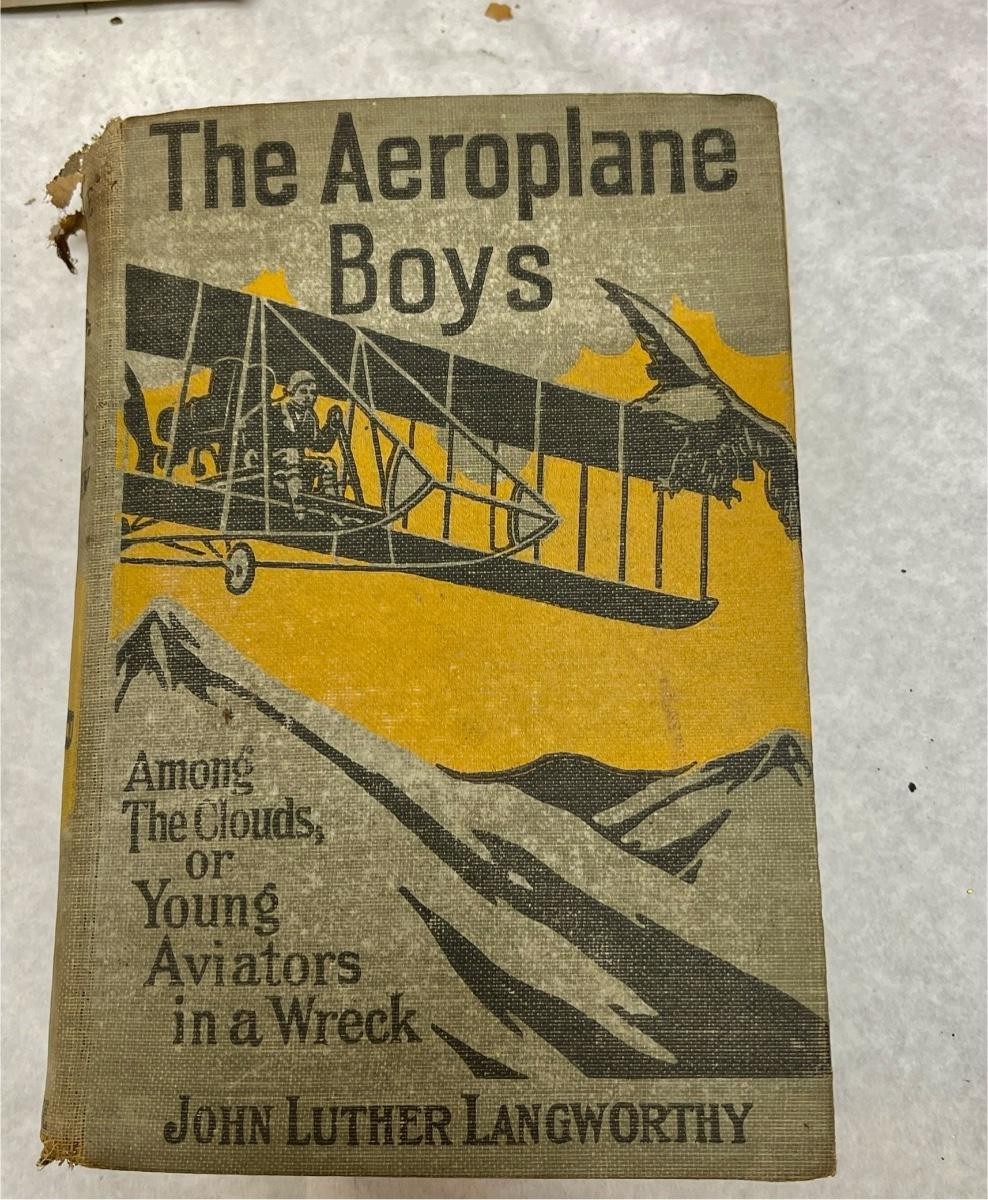 The Aeroplane
Boys
Among
The Clouds,
or
Young
Aviators
in a Wreck
JOHN LUTHER LANGWORTHY